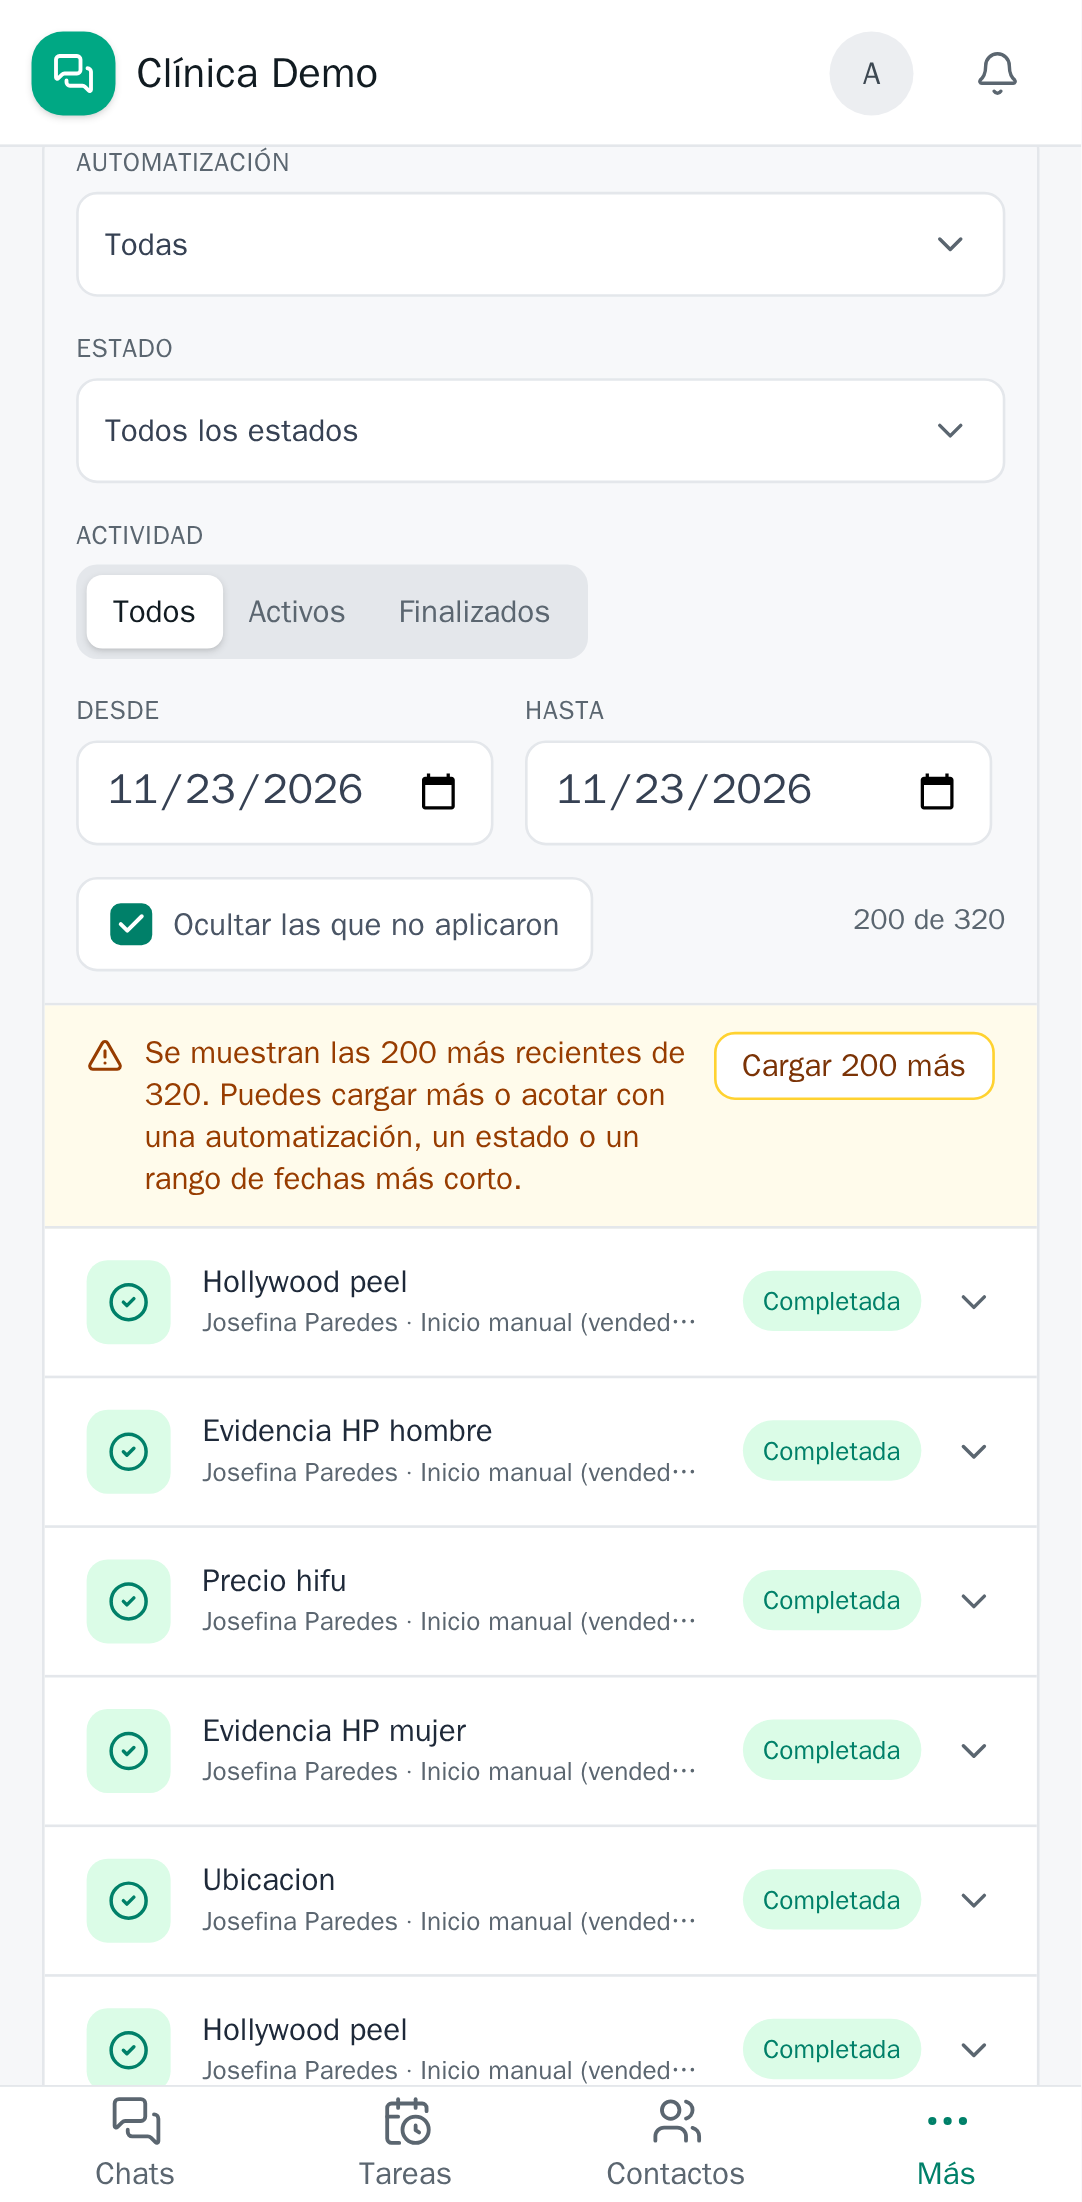 Clínica Demo
A
AUTOMATIZACIÓN
Todas
ESTADO
Todos los estados
ACTIVIDAD
Todos Activos Finalizados
DESDE HASTA
11/23/2026 11/23/2026
Ocultar las que no aplicaron 200 de 320
Se muestran las 200 más recientes de
320. Puedes cargar más o acotar con
una automatización, un estado o un
rango de fechas más corto.
Cargar 200 más
Hollywood peel
Josefina Paredes · Inicio manual (vended…
Completada
Evidencia HP hombre
Josefina Paredes · Inicio manual (vended…
Completada
Precio hifu
Josefina Paredes · Inicio manual (vended…
Completada
Evidencia HP mujer
Josefina Paredes · Inicio manual (vended…
Completada
Ubicacion
Josefina Paredes · Inicio manual (vended…
Completada
Hollywood peel
Josefina Paredes · Inicio manual (vended…
Completada
Chats Tareas Contactos Más